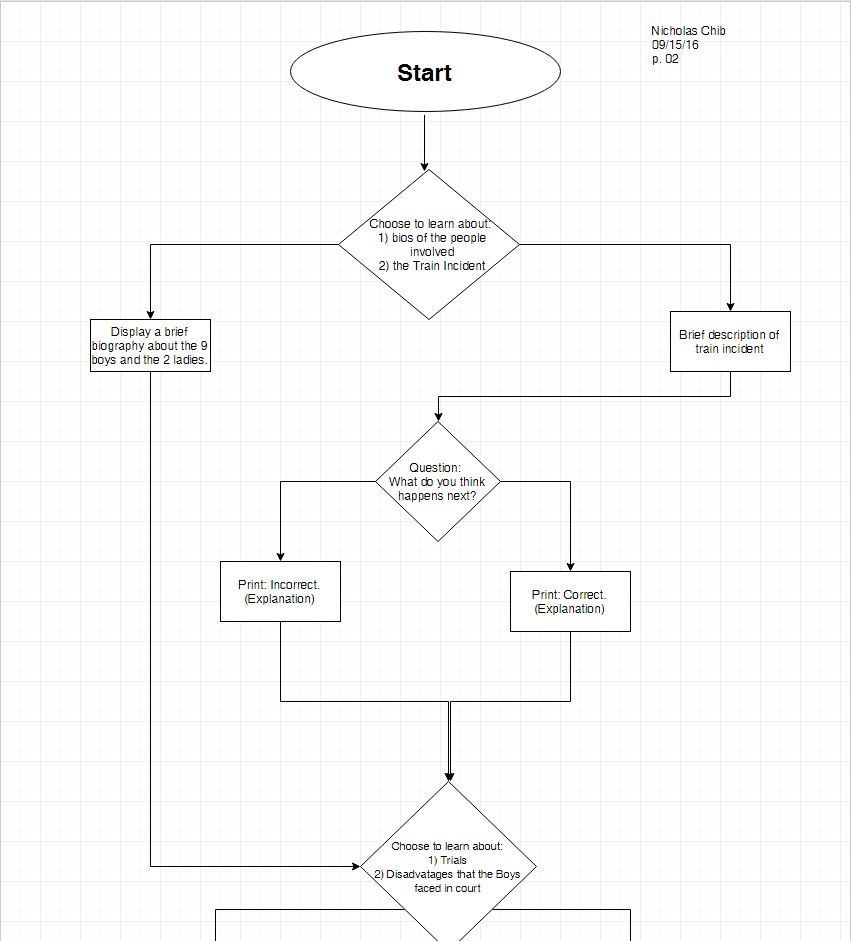 Nicholas Chib
09/15/16
p. 02
Start
Choose to learn about:
1) bios of the people
involved
2) the Train Incident
Display a brief
biography about the 9
boys and the 2 ladies.
Brief description of
train incident
Question:
What do you think
happens next?
Print: Incorrect.
(Explanation)
Print: Correct.
(Explanation)
Choose to learn about:
1) Trials
2) Disadvatages that the Boys
faced in court